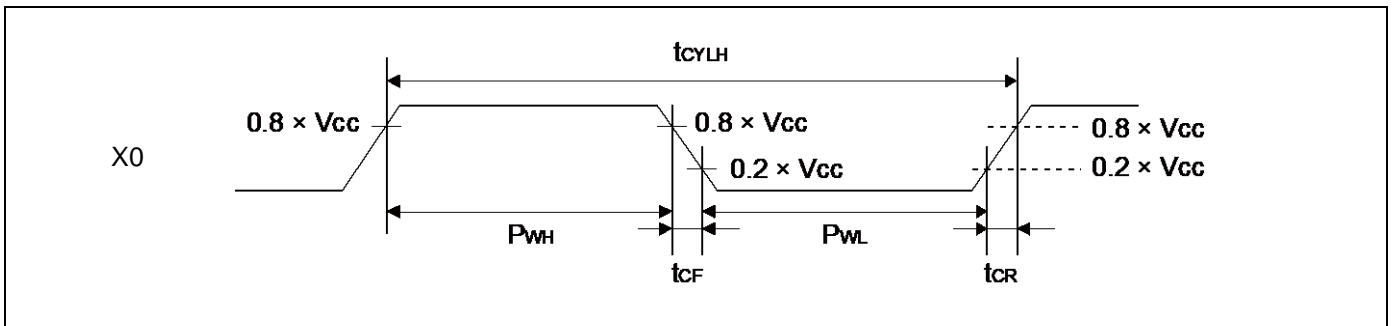 tCYLH
0.8 × Vcc
0.8 × Vcc
0.8 × Vcc
X0
0.2 × Vcc
0.2 × Vcc
PWH
PWL
tCF
tCR